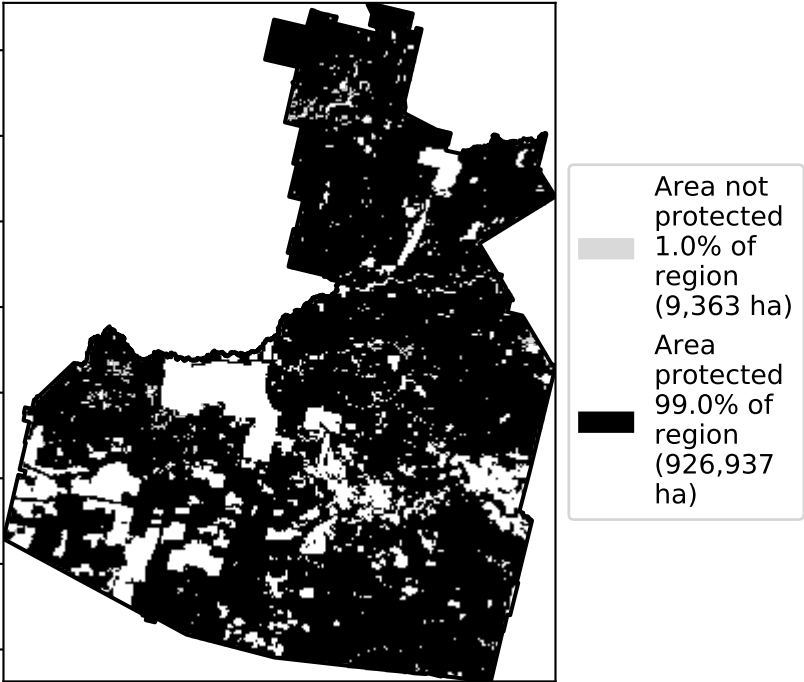 Area not
protected
1.0% of
region
(9,363 ha)
Area
protected
99.0% of
region
(926,937
ha)